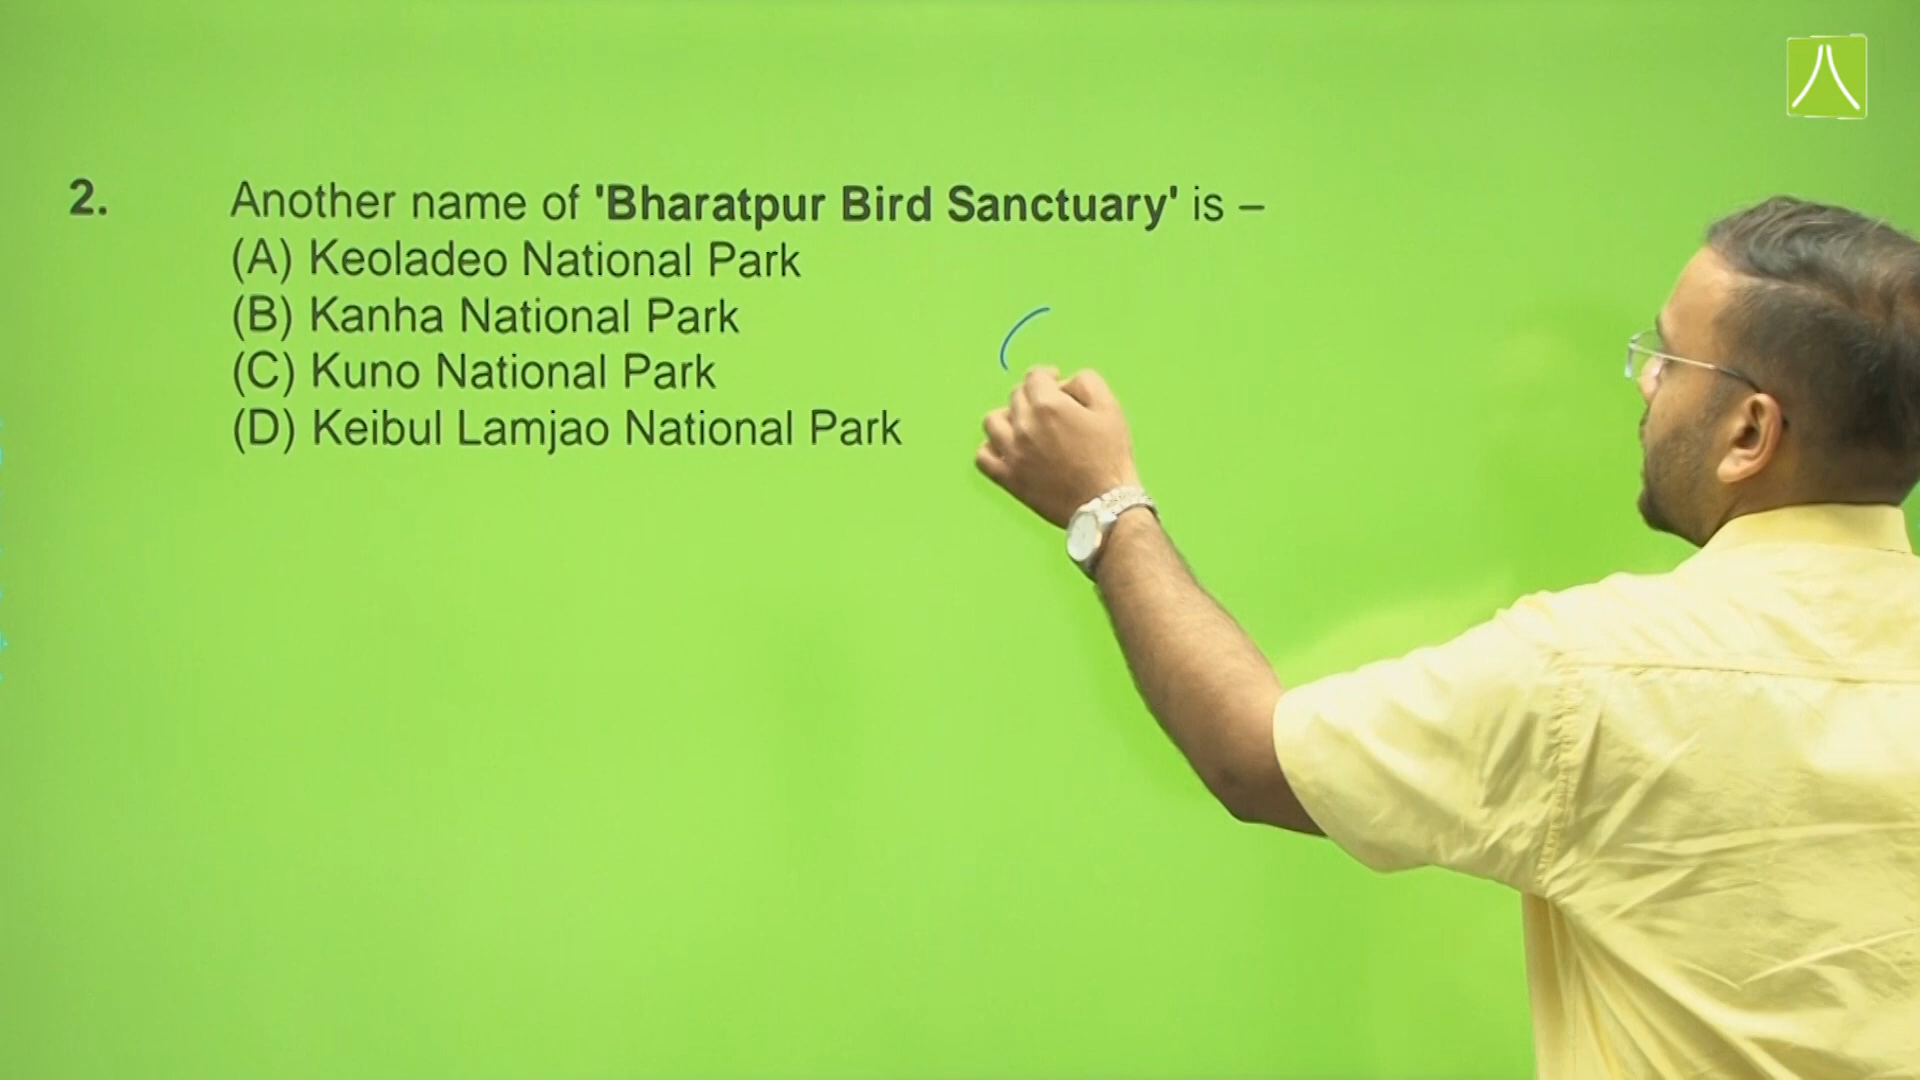 2. Another name of 'Bharatpur Bird Sanctuary' is –
(A) Keoladeo National Park
(B) Kanha National Park
(C) Kuno National Park
(D) Keibul Lamjao National Park